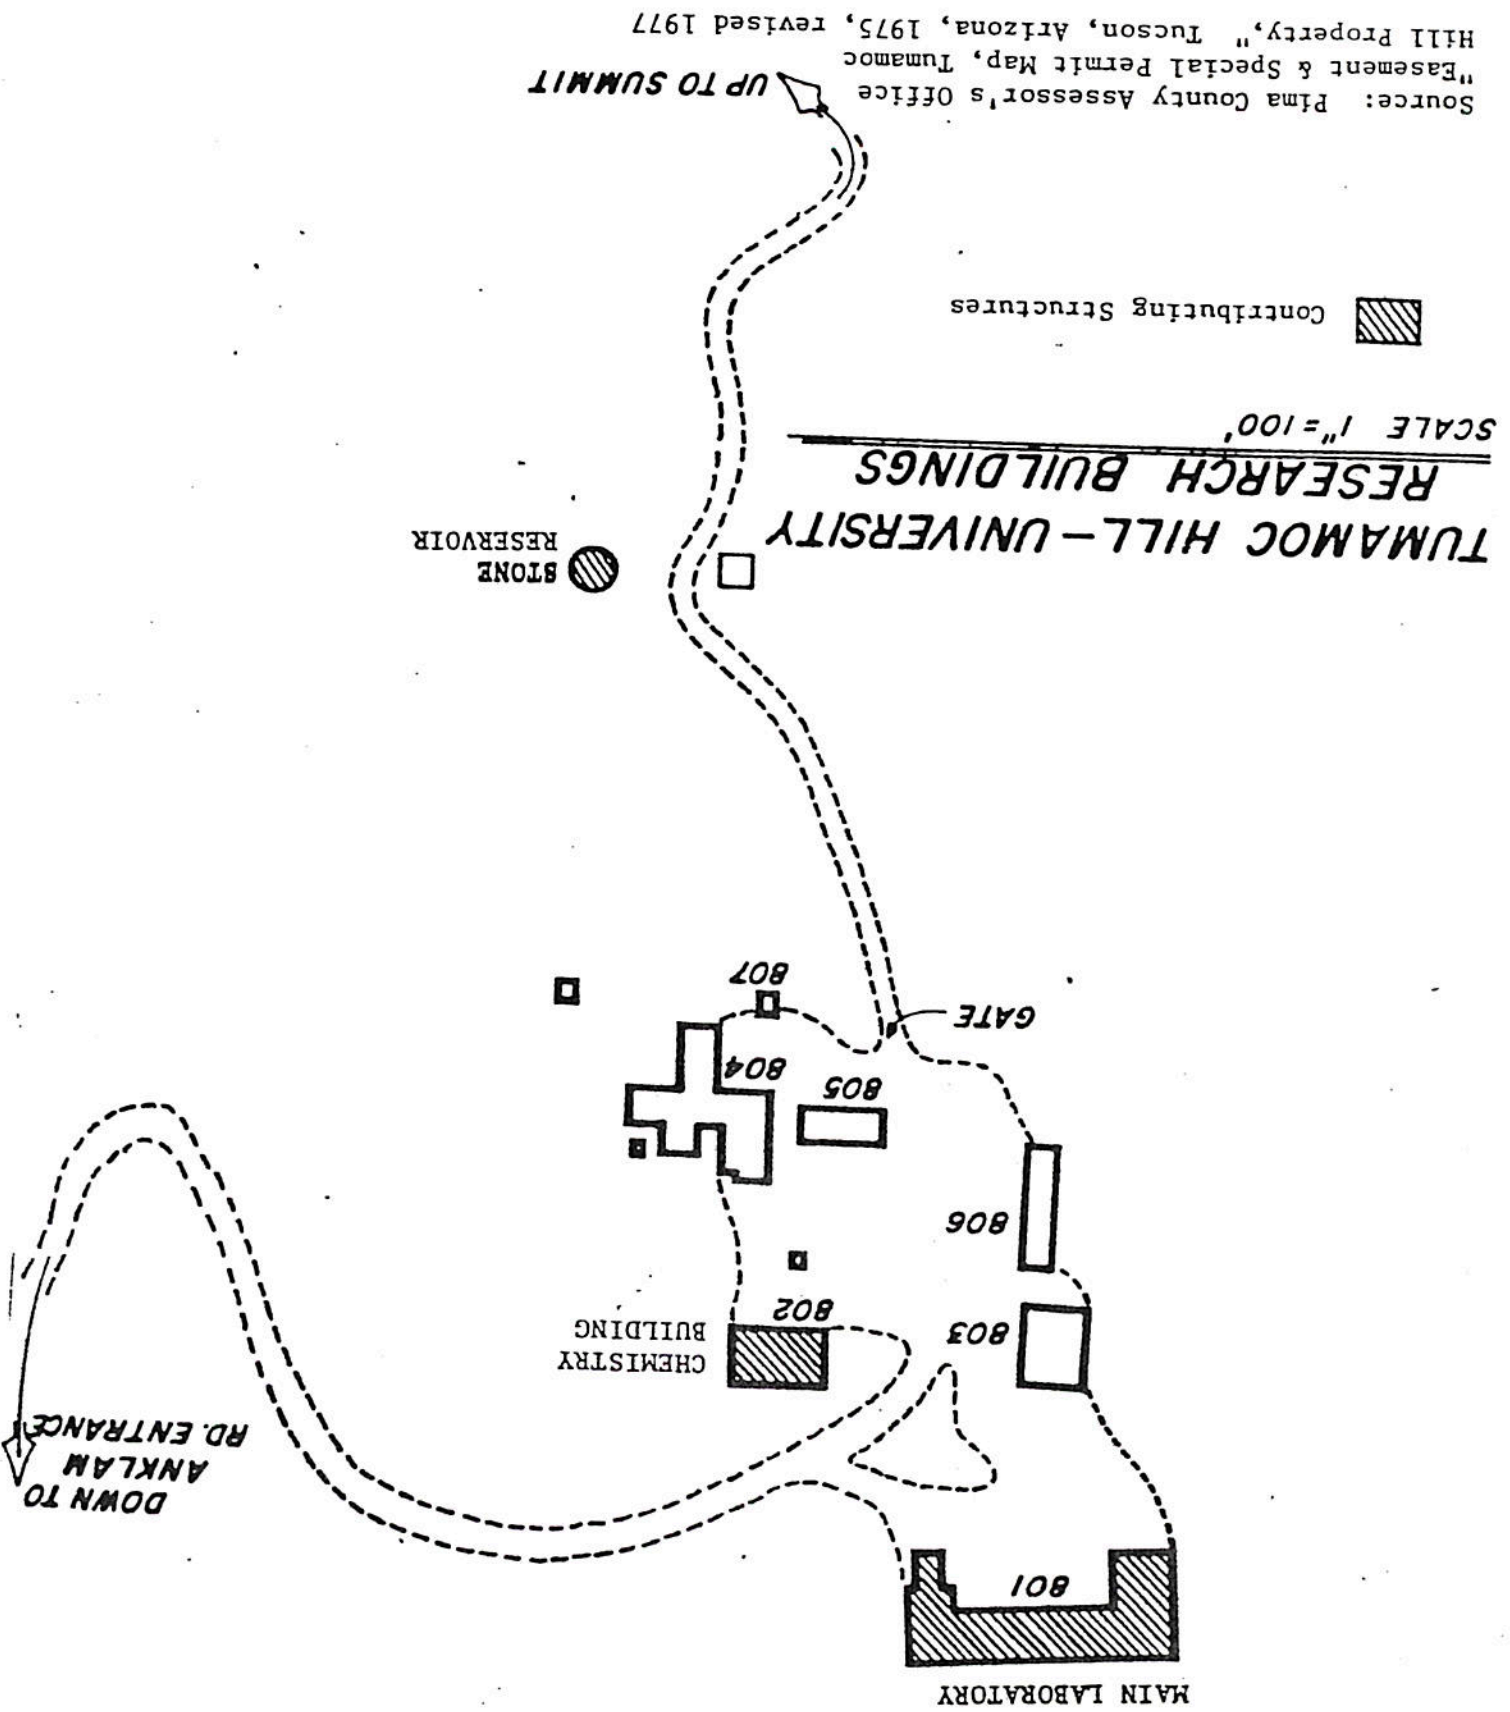 MAIN LABORATORY
801
DOWN TO
ANKLAM
RD. ENTRANCE
803
CHEMISTRY
BUILDING
802
806
805
804
GATE
807
STONE
RESERVOIR
TUMAMOC HILL - UNIVERSITY
RESEARCH BUILDINGS
SCALE 1" = 100'
Contributing Structures
UP TO SUMMIT
Source: Pima County Assessor's Office
"Easement & Special Permit Map, Tumamoc
Hill Property," Tucson, Arizona, 1975, revised 1977